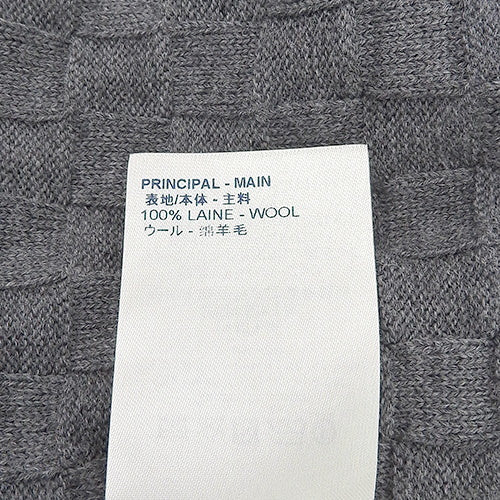 PRINCIPAL - MAIN
表地/本体 - 主料
100% LAINE - WOOL
ウール - 绵羊毛